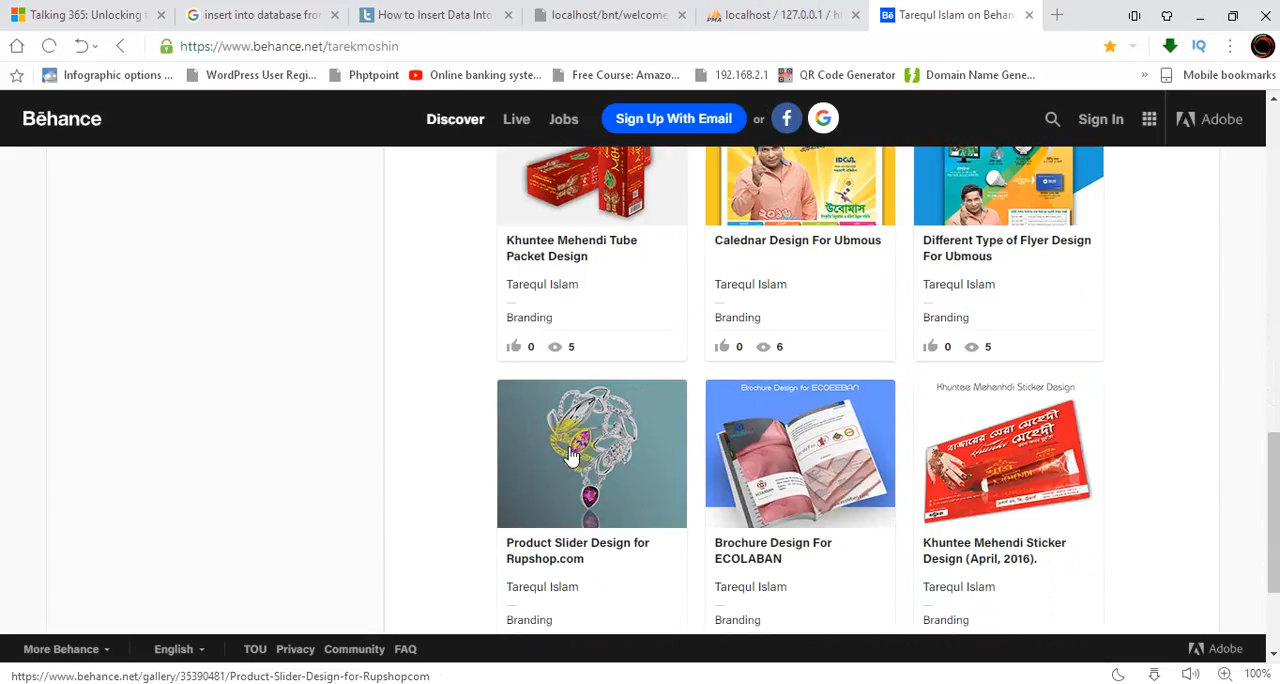 Talking 365: Unlocking
insert into database fro
How to Insert Data Into
localhost/bnt/welcome
localhost / 127.0.0.1 / h
Tarequl Islam on Behan
https://www.behance.net/tarekmoshin
IQ
Infographic options ...
WordPress User Regi...
Phptpoint
Online banking syste...
Free Course: Amazo...
192.168.2.1
QR Code Generator
Domain Name Gene...
Mobile bookmarks
Bēhance
Discover
Live
Jobs
Sign Up With Email
or
Sign In
Adobe
IDCOL
উবোমাস
২০১৬
Khuntee Mehendi Tube
Packet Design
Tarequl Islam
Branding
0 5
Calednar Design For Ubmous
Tarequl Islam
Branding
0 6
Different Type of Flyer Design
For Ubmous
Tarequl Islam
Branding
0 5
Product Slider Design for
Rupshop.com
Tarequl Islam
Branding
Brochure Design for ECOEEBAN
Brochure Design For
ECOLABAN
Tarequl Islam
Branding
Khuntee Mehenhdi Sticker Design
বাজারের সেরা মেহেদী
Khuntee Mehendi Sticker
Design (April, 2016).
Tarequl Islam
Branding
More Behance
English
TOU
Privacy
Community
FAQ
Adobe
https://www.behance.net/gallery/35390481/Product-Slider-Design-for-Rupshopcom
100%